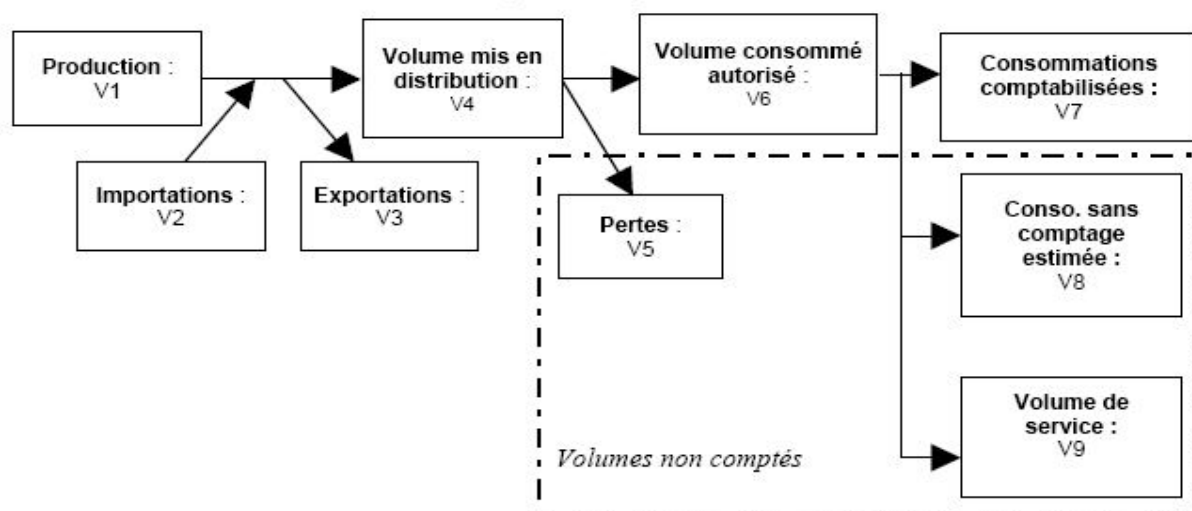 Production :
V1
Importations :
V2
Exportations :
V3
Volume mis en
distribution :
V4
Pertes :
V5
Volume consommé
autorisé :
V6
Consommations
comptabilisées :
V7
Conso. sans
comptage
estimée :
V8
Volume de
service :
V9
Volumes non comptés